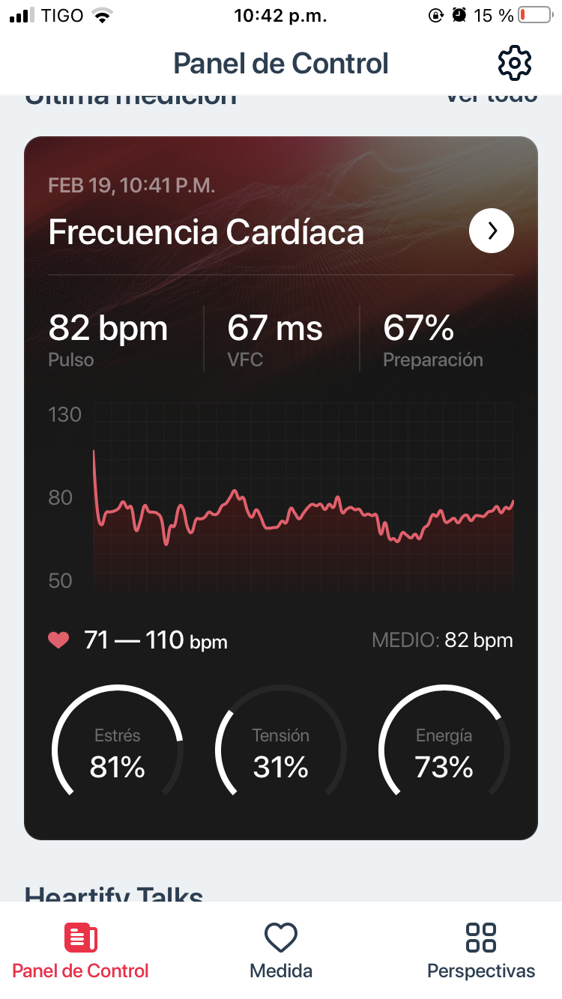 TIGO 10:42 p.m. 15 %
Panel de Control
Última medición Ver todo
FEB 19, 10:41 P.M.
Frecuencia Cardíaca
82 bpm 67 ms 67%
Pulso VFC Preparación
130
80
50
71 — 110 bpm MEDIO: 82 bpm
Estrés Tensión Energía
81% 31% 73%
Heartify Talks
Panel de Control Medida Perspectivas